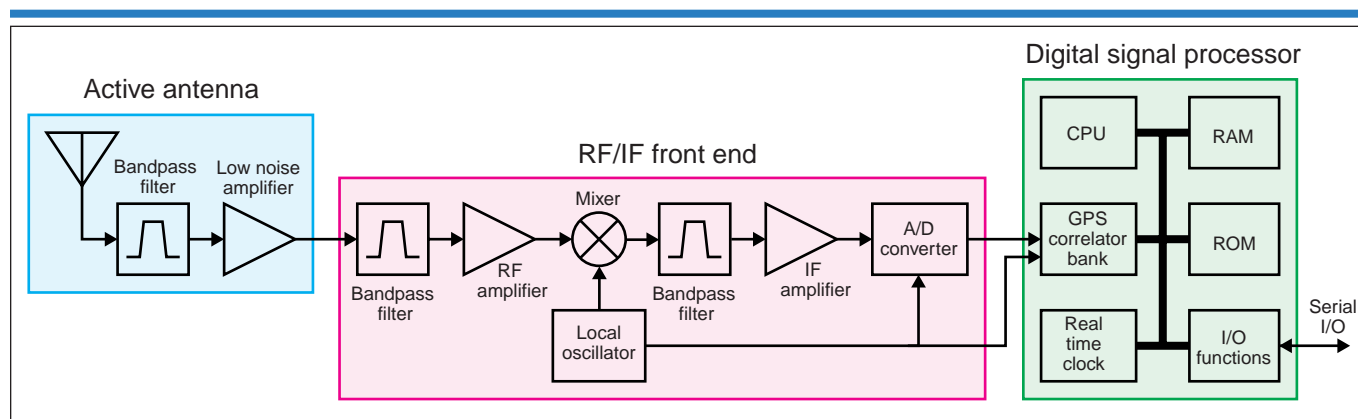 Active antenna
Bandpass
filter
Low noise
amplifier
RF/IF front end
Bandpass
filter
RF
amplifier
Mixer
Local
oscillator
Bandpass
filter
IF
amplifier
A/D
converter
Digital signal processor
CPU
RAM
GPS
correlator
bank
ROM
Real
time
clock
I/O
functions
Serial
I/O